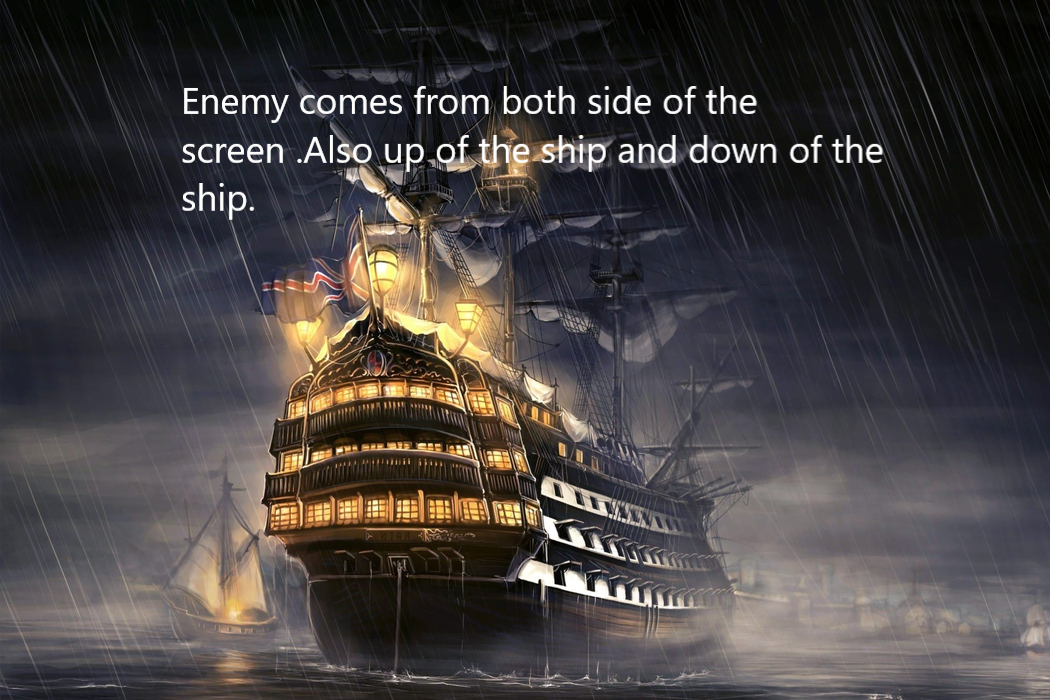 Enemy comes from both side of the
screen .Also up of the ship and down of the
ship.